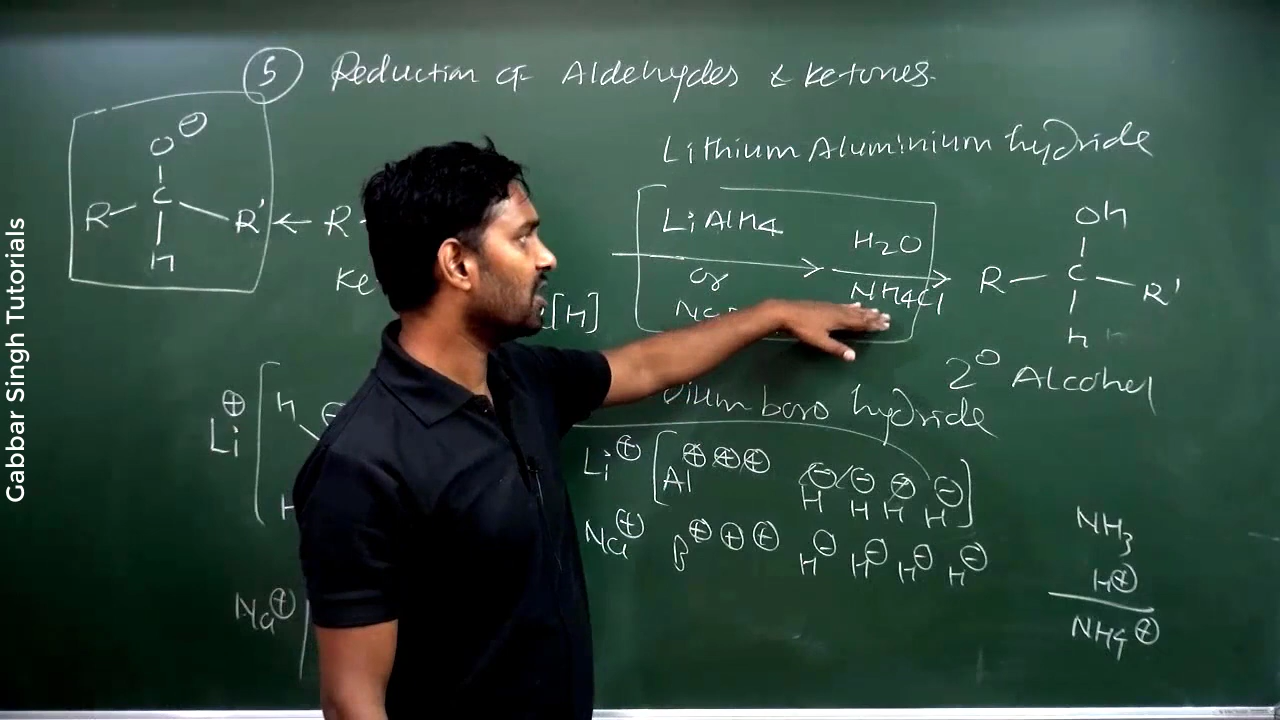 5 Reduction of Aldehydes & Ketones
Lithium Aluminium hydride
O⊖
R C R' ← R
H
Ke
[H]
LiAlH4
or
H2O
NH4Cl
OH
R — C — R'
H
2° Alcohol
boro hydride
Li⊕ [ H
H
Li⊕ [ Al⊕⊕⊕ H⊖ H⊖ H⊖ H⊖ ]
Na⊕ B⊕⊕⊕ H⊖ H⊖ H⊖ H⊖
Na⊕
NH3
H⊕
NH4⊕
Gabbar Singh Tutorials